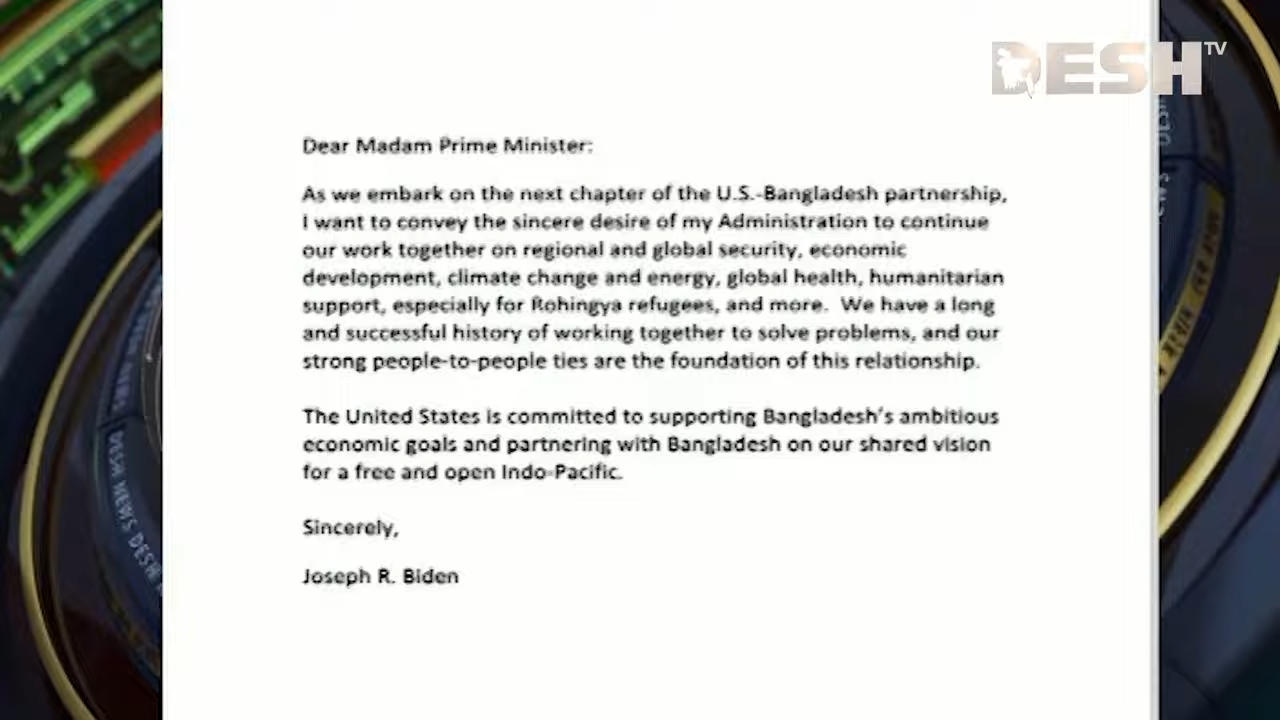 DESH TV
Dear Madam Prime Minister:
As we embark on the next chapter of the U.S.-Bangladesh partnership,
I want to convey the sincere desire of my Administration to continue
our work together on regional and global security, economic
development, climate change and energy, global health, humanitarian
support, especially for Rohingya refugees, and more. We have a long
and successful history of working together to solve problems, and our
strong people-to-people ties are the foundation of this relationship.
The United States is committed to supporting Bangladesh's ambitious
economic goals and partnering with Bangladesh on our shared vision
for a free and open Indo-Pacific.
Sincerely,
Joseph R. Biden
DESH NEWS DESH